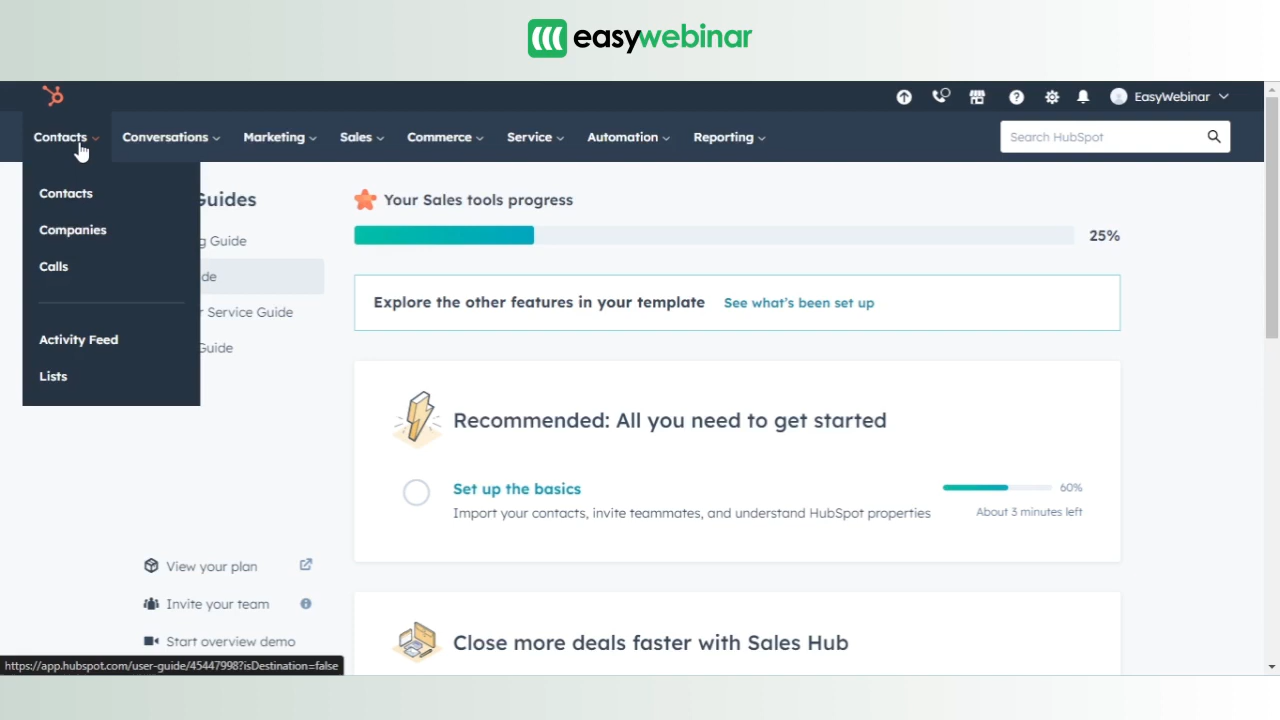 easywebinar
EasyWebinar
Contacts Conversations Marketing Sales Commerce Service Automation Reporting Search HubSpot
Contacts
Companies
Calls
Activity Feed
Lists
Guides
g Guide
de
r Service Guide
Guide
View your plan
Invite your team
Start overview demo
Your Sales tools progress
25%
Explore the other features in your template See what's been set up
Recommended: All you need to get started
Set up the basics 60%
Import your contacts, invite teammates, and understand HubSpot properties About 3 minutes left
Close more deals faster with Sales Hub
https://app.hubspot.com/user-guide/45447998?isDestination=false